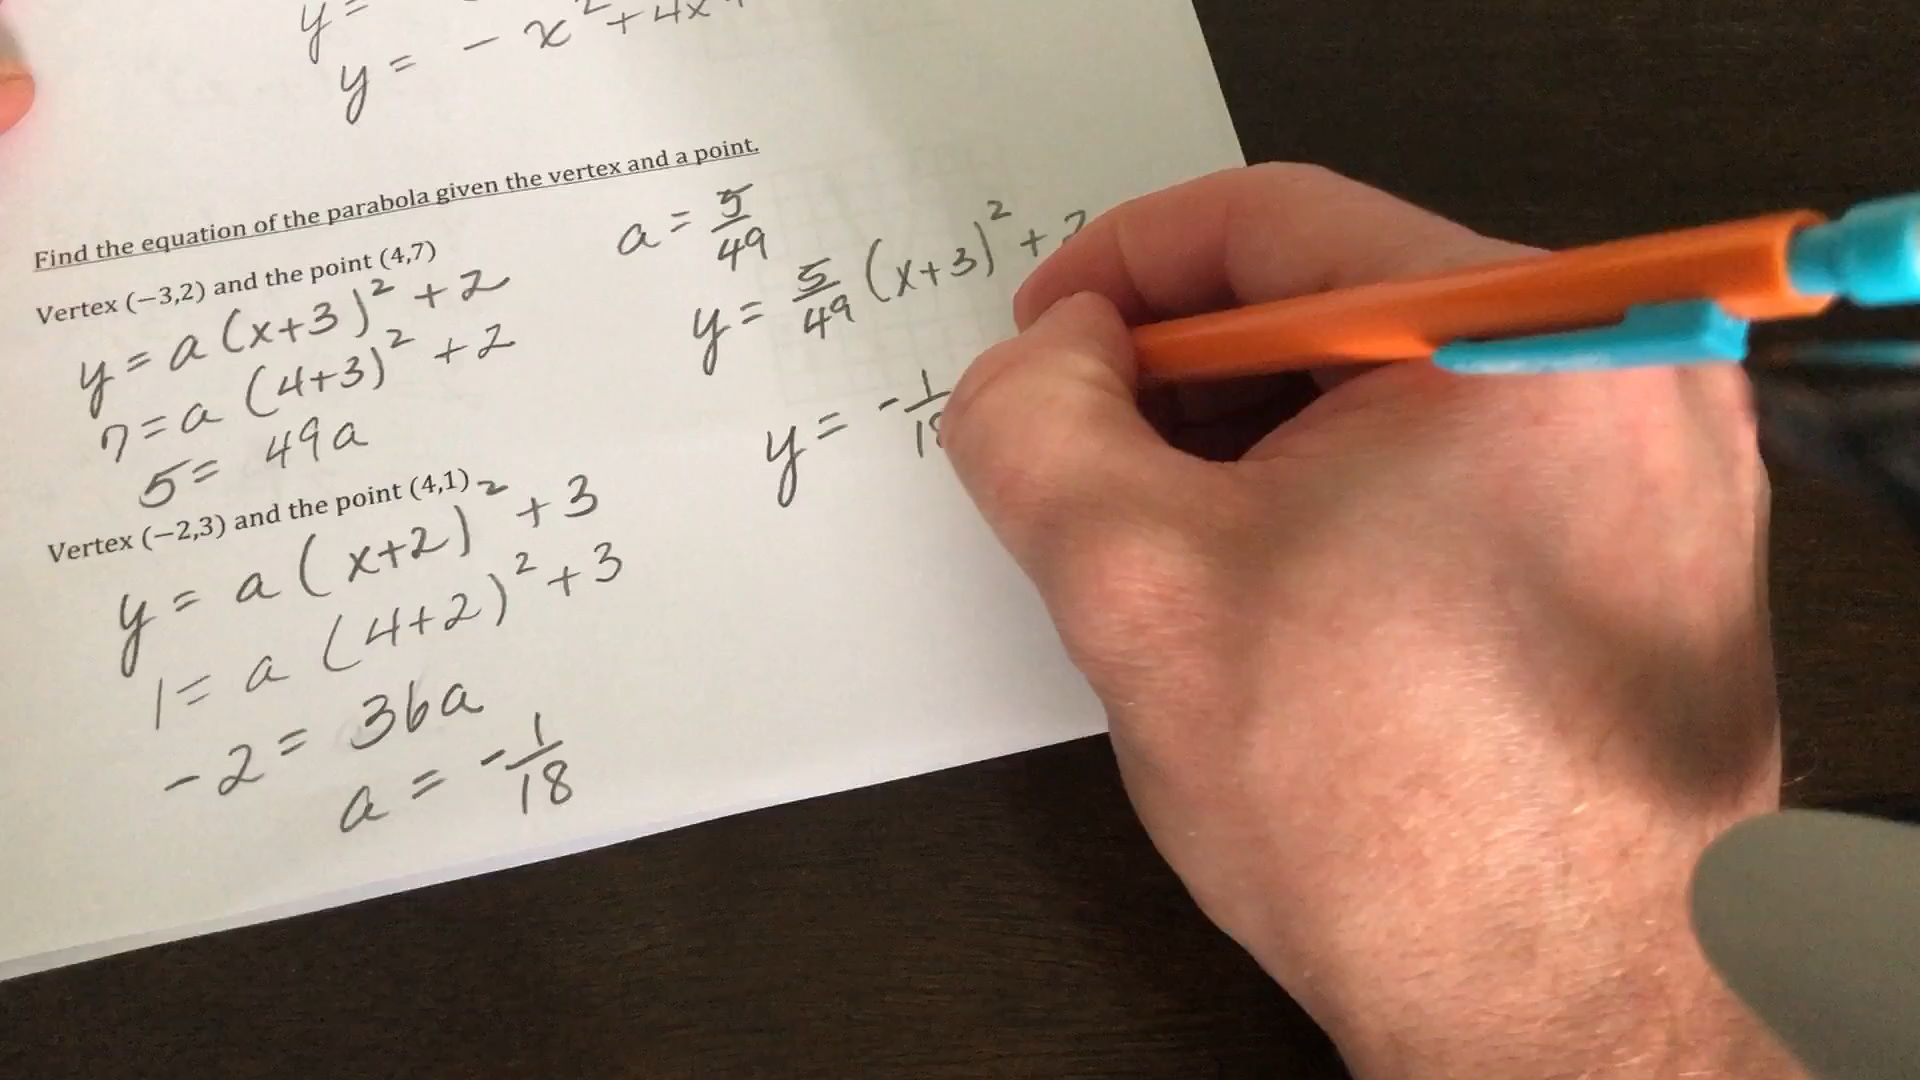 y =
y = - x² + 4x
Find the equation of the parabola given the vertex and a point.
Vertex (−3,2) and the point (4,7)
y = a (x+3)² + 2
7 = a (4+3)² + 2
5 = 49a
a = 5/49
y = 5/49 (x+3)² + 2
Vertex (−2,3) and the point (4,1)
y = a (x+2)² + 3
1 = a (4+2)² + 3
-2 = 36a
a = - 1/18
y = - 1/18